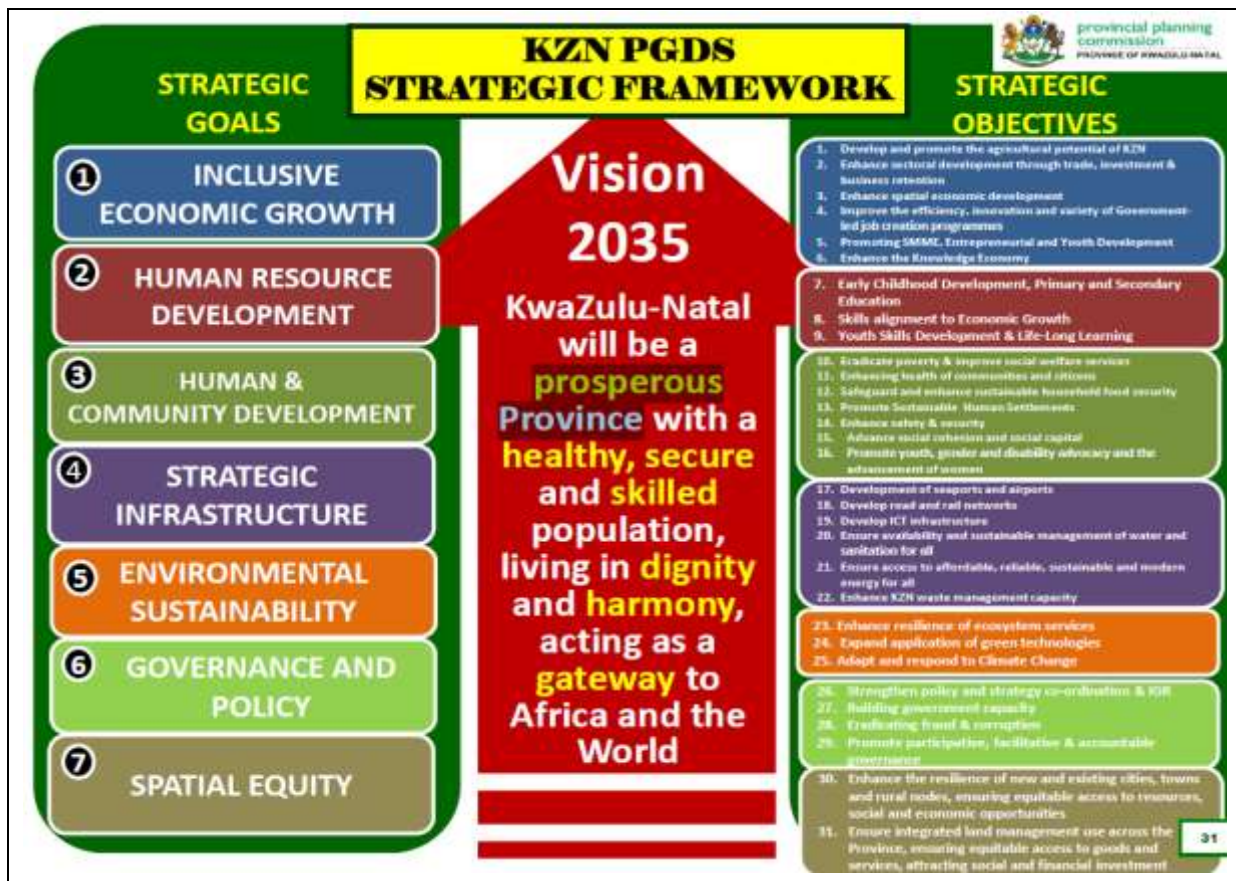 KZN PGDS
STRATEGIC FRAMEWORK
provincial planning
commission
PROVINCE OF KWAZULU-NATAL
STRATEGIC
GOALS
1
INCLUSIVE
ECONOMIC GROWTH
2
HUMAN RESOURCE
DEVELOPMENT
3
HUMAN &
COMMUNITY DEVELOPMENT
4
STRATEGIC
INFRASTRUCTURE
5
ENVIRONMENTAL
SUSTAINABILITY
6
GOVERNANCE AND
POLICY
7
SPATIAL EQUITY
Vision
2035
KwaZulu-Natal
will be a
prosperous
Province with a
healthy, secure
and skilled
population,
living in dignity
and harmony,
acting as a
gateway to
Africa and the
World
STRATEGIC
OBJECTIVES
1. Develop and promote the agricultural potential of KZN
2. Enhance sectoral development through trade, investment &
business retention
3. Enhance spatial economic development
4. Improve the efficiency, innovation and variety of Government-
led job creation programmes
5. Promoting SMME, Entrepreneurial and Youth Development
6. Enhance the Knowledge Economy
7. Early Childhood Development, Primary and Secondary
Education
8. Skills alignment to Economic Growth
9. Youth Skills Development & Life-Long Learning
10. Eradicate poverty & improve social welfare services
11. Enhancing health of communities and citizens
12. Safeguard and enhance sustainable household food security
13. Promote Sustainable Human Settlements
14. Enhance safety & security
15. Advance social cohesion and social capital
16. Promote youth, gender and disability advocacy and the
advancement of women
17. Development of seaports and airports
18. Develop road and rail networks
19. Develop ICT infrastructure
20. Ensure availability and sustainable management of water and
sanitation for all
21. Ensure access to affordable, reliable, sustainable and modern
energy for all
22. Enhance KZN waste management capacity
23. Enhance resilience of ecosystem services
24. Expand application of green technologies
25. Adapt and respond to Climate Change
26. Strengthen policy and strategy co-ordination & IGR
27. Building government capacity
28. Eradicating fraud & corruption
29. Promote participative, facilitative & accountable
governance
30. Enhance the resilience of new and existing cities, towns
and rural nodes, ensuring equitable access to resources,
social and economic opportunities
31. Ensure integrated land management use across the
Province, ensuring equitable access to goods and
services, attracting social and financial investment
31